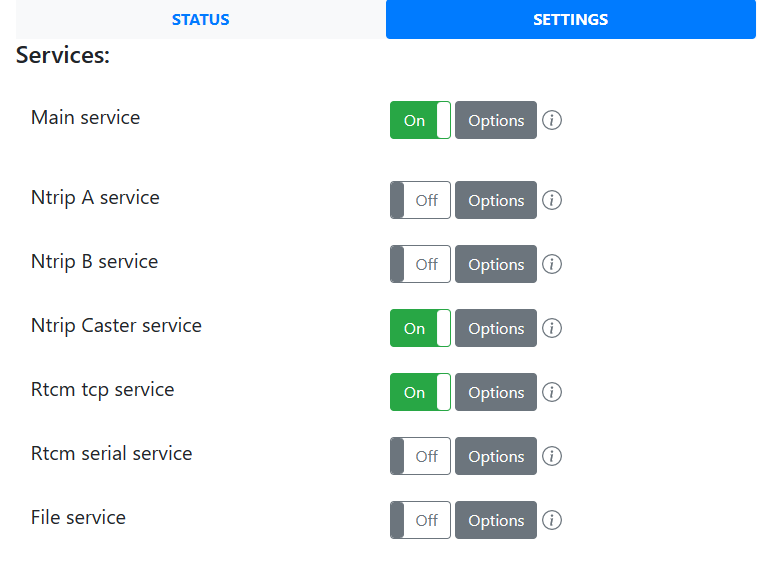 STATUS SETTINGS
Services:
Main service On Options i
Ntrip A service Off Options i
Ntrip B service Off Options i
Ntrip Caster service On Options i
Rtcm tcp service On Options i
Rtcm serial service Off Options i
File service Off Options i